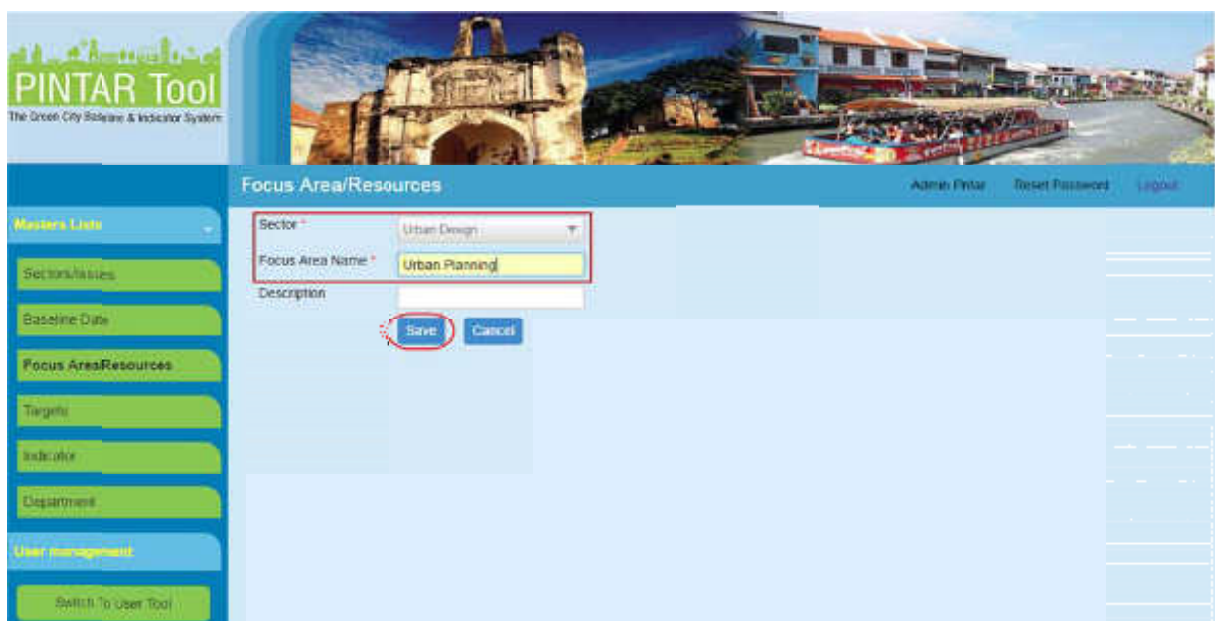 PINTAR Tool
The Green City Baseline & Indicator System
Focus Area/Resources
Admin Pintar Reset Password Logout
Masters Lists
Sectors/Issues
Baseline Data
Focus Area/Resources
Targets
Indicator
Department
User management
Switch To User Tool
Sector *
Urban Design
Focus Area Name *
Urban Planning
Description
Save Cancel